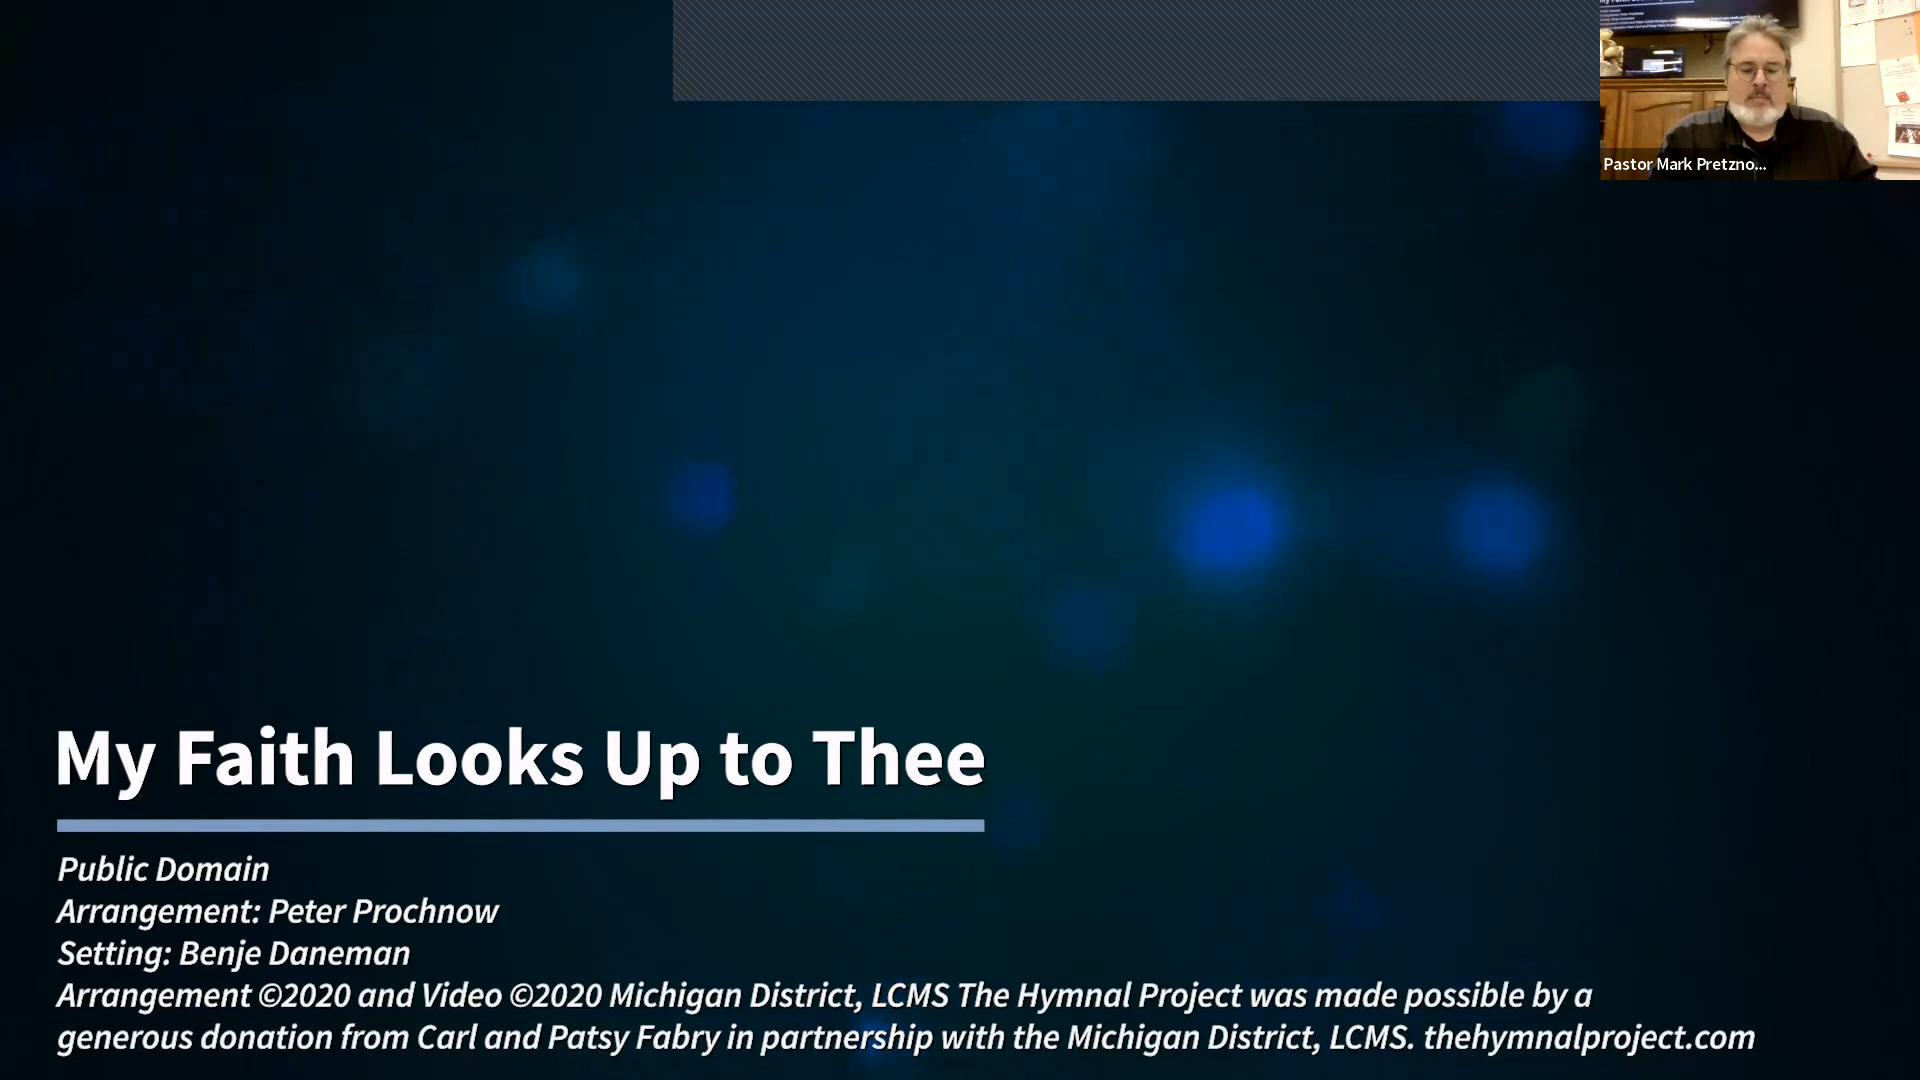 Pastor Mark Pretzno...
My Faith Looks Up to Thee
Public Domain
Arrangement: Peter Prochnow
Setting: Benje Daneman
Arrangement ©2020 and Video ©2020 Michigan District, LCMS The Hymnal Project was made possible by a
generous donation from Carl and Patsy Fabry in partnership with the Michigan District, LCMS. thehymnalproject.com